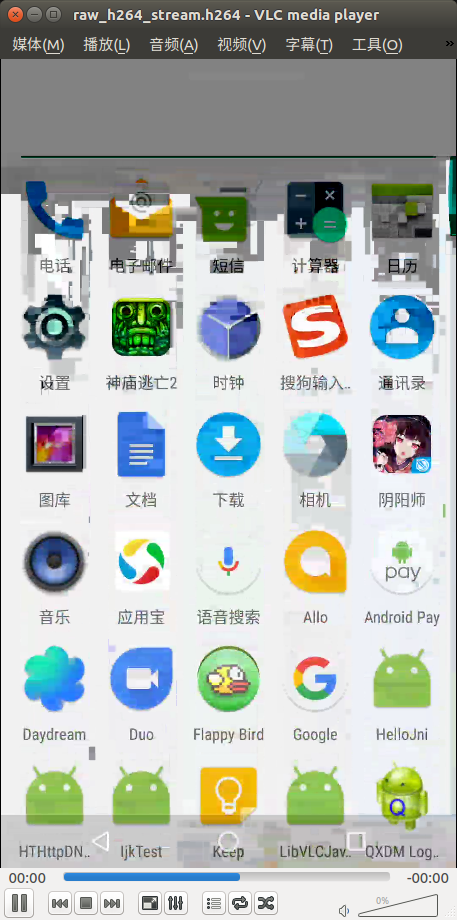 raw_h264_stream.h264 - VLC media player
媒体(M) 播放(L) 音频(A) 视频(V) 字幕(T) 工具(O) »
电话 电子邮件 短信 计算器 日历
设置 神庙逃亡2 时钟 搜狗输入.. 通讯录
图库 文档 下载 相机 阴阳师
pay
音乐 应用宝 语音搜索 Allo Android Pay
Daydream Duo Flappy Bird Google HelloJni
Q
HTHttpDN.. IjkTest Keep LibVLCJav.. QXDM Log..
00:00 -00:00
0%